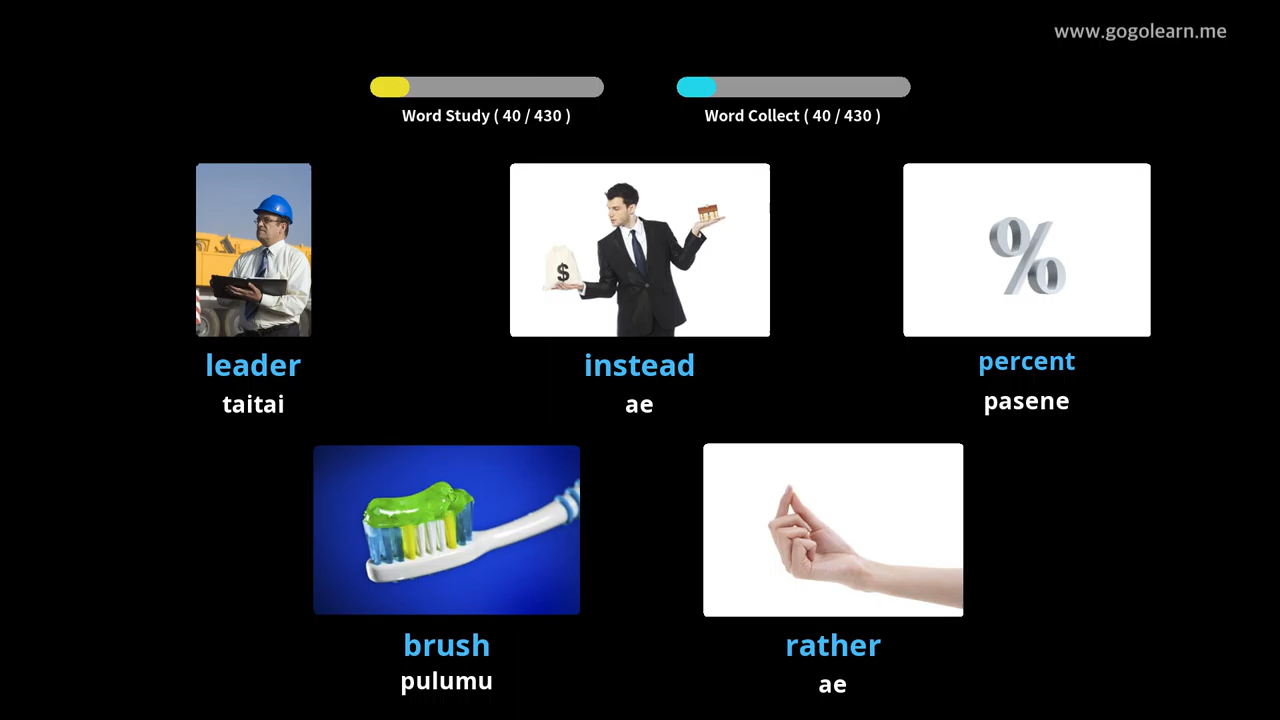 www.gogolearn.me
Word Study ( 40 / 430 )
Word Collect ( 40 / 430 )
leader
taitai
instead
$
ae
%
percent
pasene
brush
pulumu
rather
ae